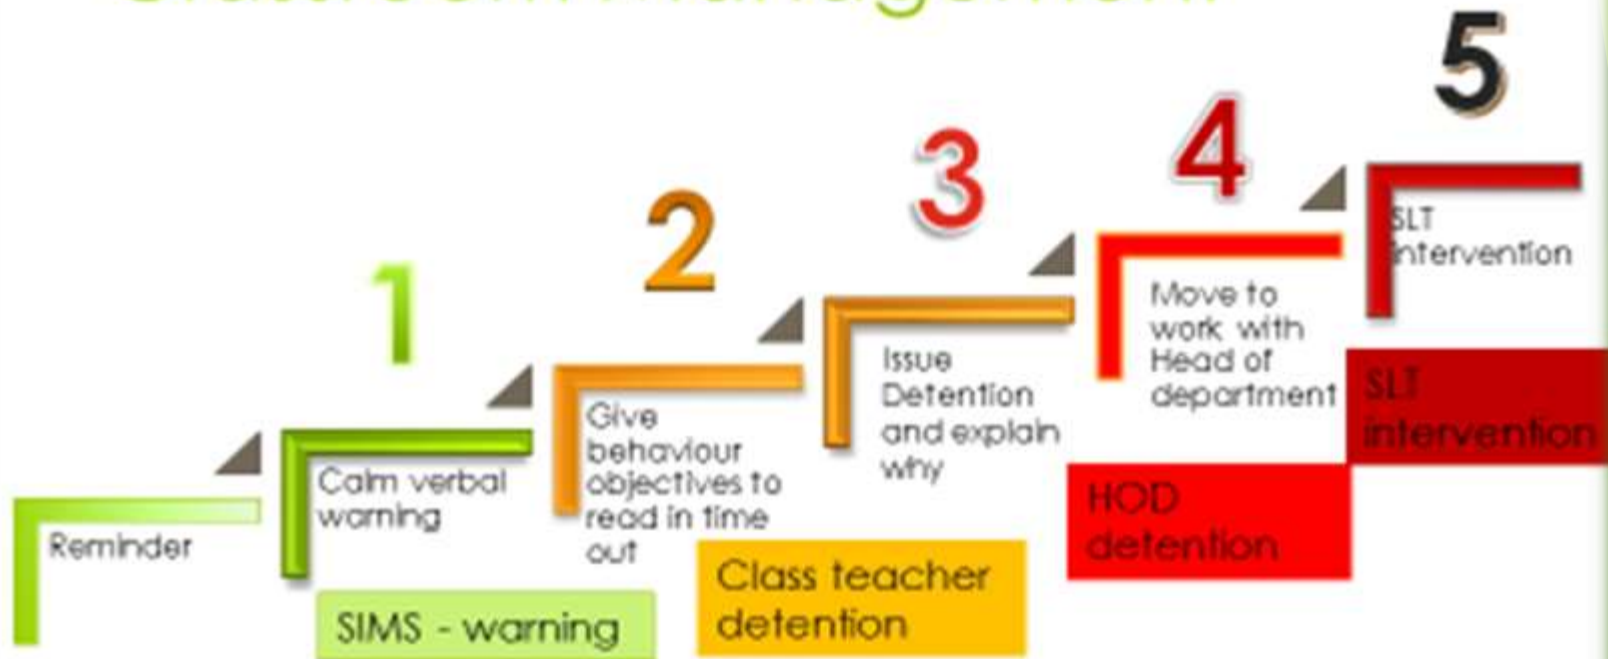 Classroom Management
Reminder
1
Calm verbal
warning
SIMS - warning
2
Give
behaviour
objectives to
read in time
out
Class teacher
detention
3
Issue
Detention
and explain
why
4
Move to
work with
Head of
department
HOD
detention
5
SLT
intervention
SLT
intervention